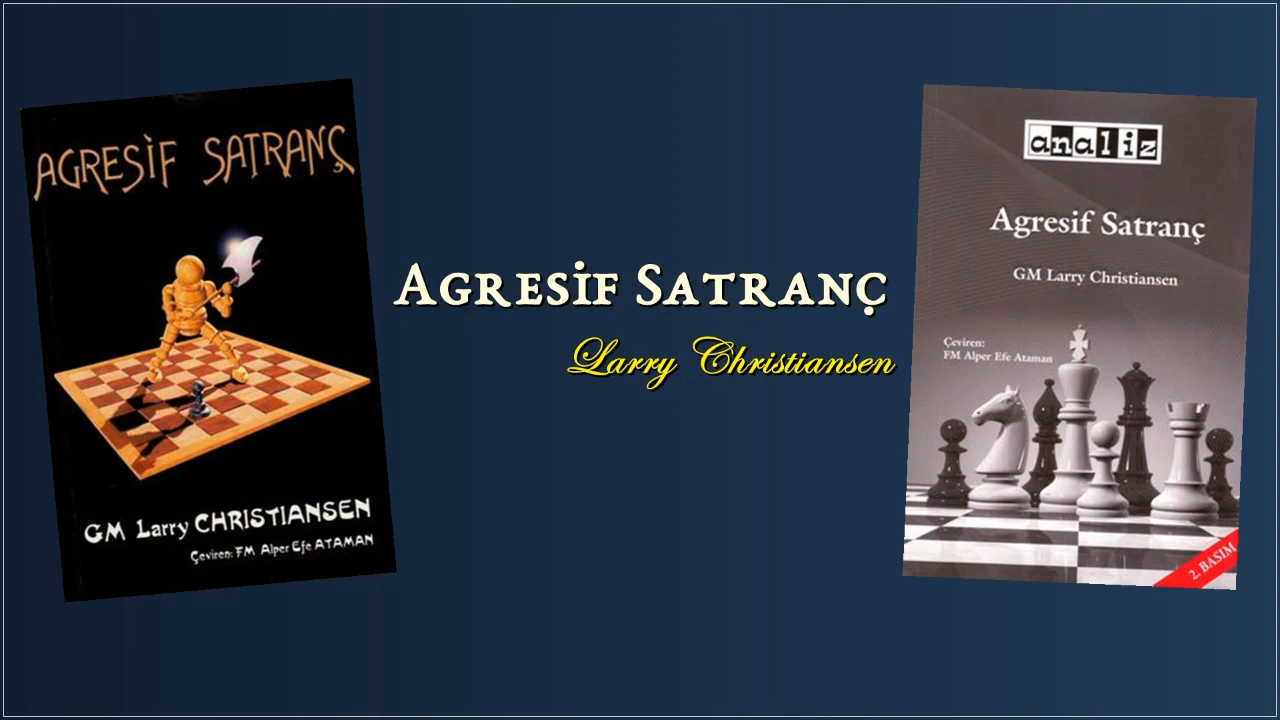 AGRESİF SATRANÇ
GM Larry CHRISTIANSEN
Çeviren: FM Alper Efe ATAMAN
Agresif Satranç
Larry Christiansen
analiz
Agresif Satranç
GM Larry Christiansen
Çeviren:
FM Alper Efe Ataman
2. BASIM